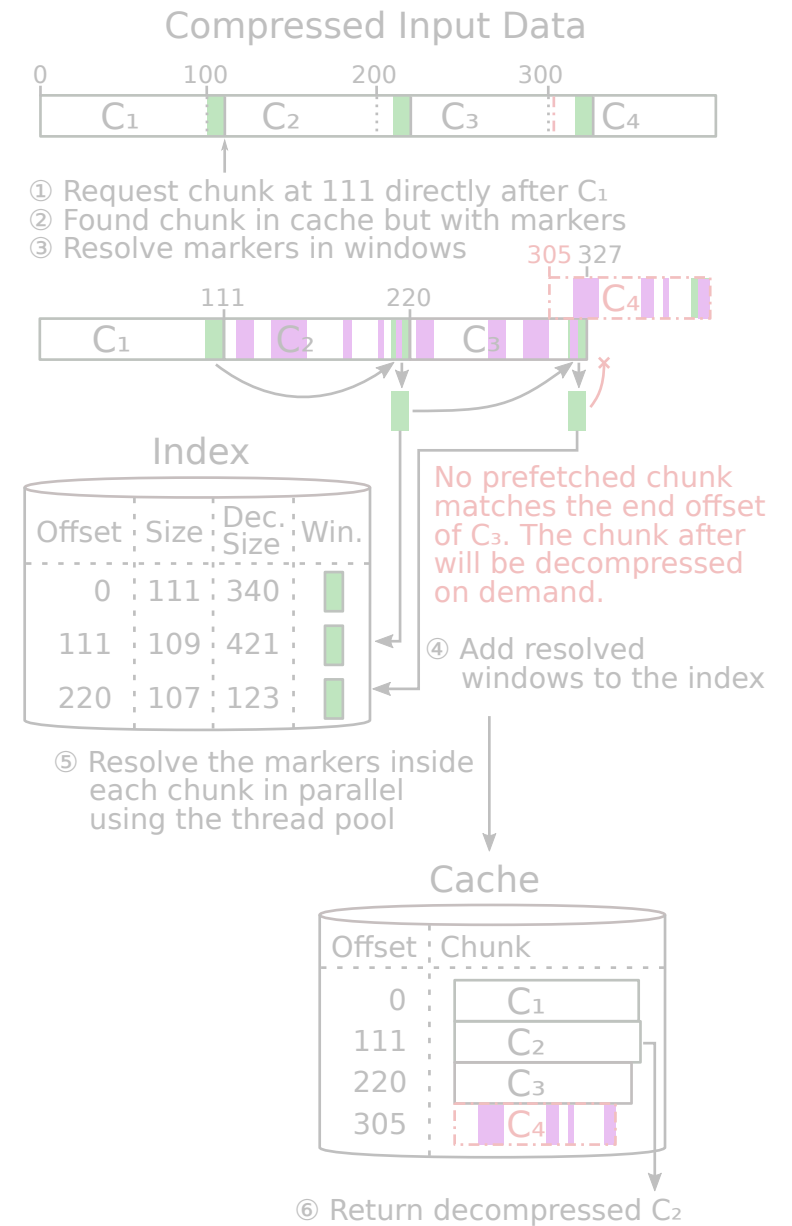 Compressed Input Data
0 100 200 300
C₁ C₂ C₃ C₄
① Request chunk at 111 directly after C₁
② Found chunk in cache but with markers
③ Resolve markers in windows
305 327
C₄
111 220
C₁ C₂ C₃
Index
Offset Size Dec. Size Win.
0 111 340
111 109 421
220 107 123
No prefetched chunk
matches the end offset
of C₃. The chunk after
will be decompressed
on demand.
④ Add resolved
windows to the index
⑤ Resolve the markers inside
each chunk in parallel
using the thread pool
Cache
Offset Chunk
0 C₁
111 C₂
220 C₃
305 C₄
⑥ Return decompressed C₂